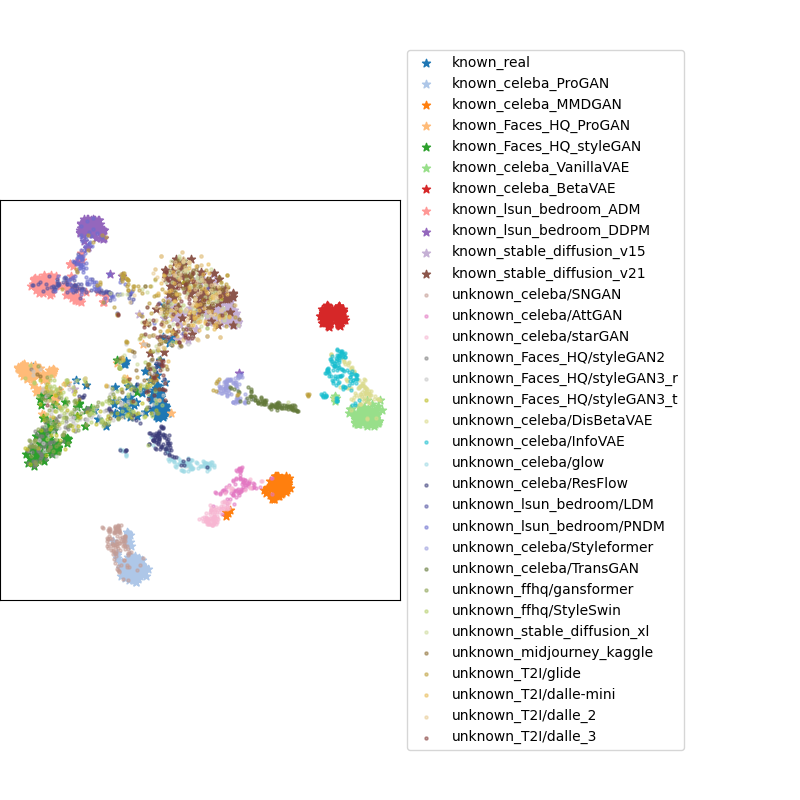 known_real
known_celeba_ProGAN
known_celeba_MMDGAN
known_Faces_HQ_ProGAN
known_Faces_HQ_styleGAN
known_celeba_VanillaVAE
known_celeba_BetaVAE
known_lsun_bedroom_ADM
known_lsun_bedroom_DDPM
known_stable_diffusion_v15
known_stable_diffusion_v21
unknown_celeba/SNGAN
unknown_celeba/AttGAN
unknown_celeba/starGAN
unknown_Faces_HQ/styleGAN2
unknown_Faces_HQ/styleGAN3_r
unknown_Faces_HQ/styleGAN3_t
unknown_celeba/DisBetaVAE
unknown_celeba/InfoVAE
unknown_celeba/glow
unknown_celeba/ResFlow
unknown_lsun_bedroom/LDM
unknown_lsun_bedroom/PNDM
unknown_celeba/Styleformer
unknown_celeba/TransGAN
unknown_ffhq/gansformer
unknown_ffhq/StyleSwin
unknown_stable_diffusion_xl
unknown_midjourney_kaggle
unknown_T2I/glide
unknown_T2I/dalle-mini
unknown_T2I/dalle_2
unknown_T2I/dalle_3